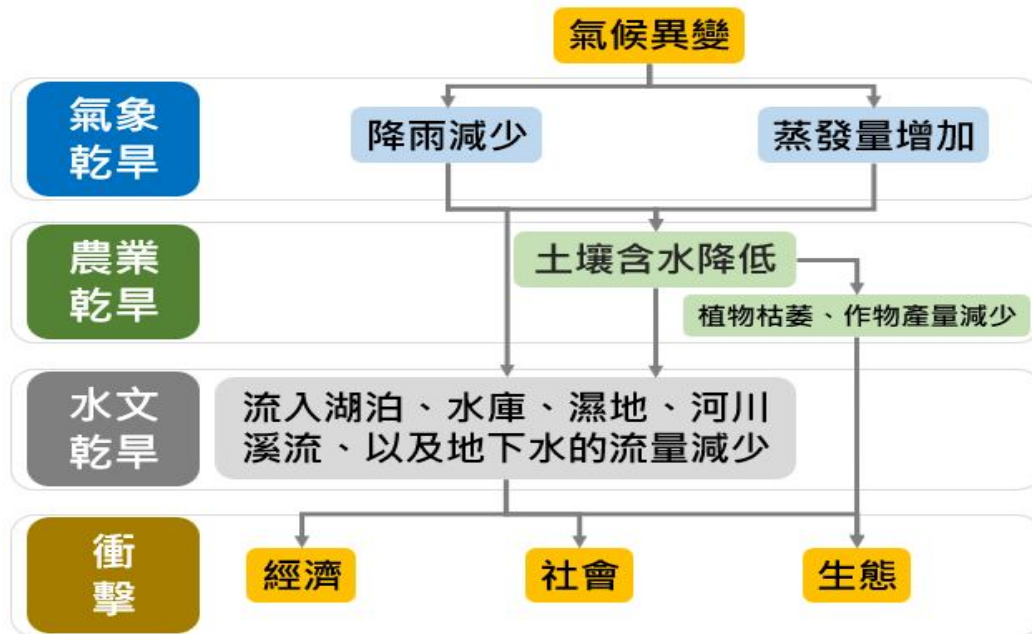 氣候異變
氣象
乾旱
降雨減少
蒸發量增加
農業
乾旱
土壤含水降低
植物枯萎、作物產量減少
水文
乾旱
流入湖泊、水庫、濕地、河川
溪流、以及地下水的流量減少
衝
擊
經濟
社會
生態